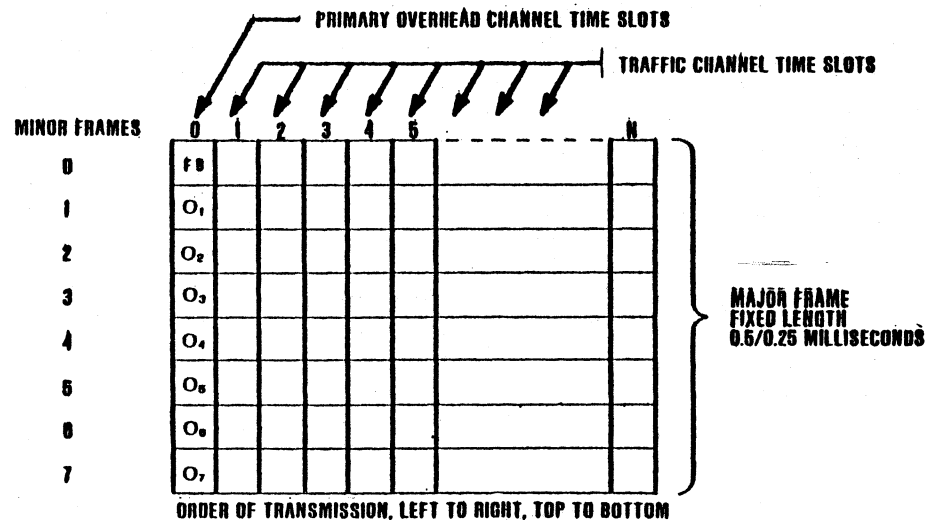 PRIMARY OVERHEAD CHANNEL TIME SLOTS
TRAFFIC CHANNEL TIME SLOTS
MINOR FRAMES 0 1 2 3 4 5 N
0 FB
1 O₁
2 O₂
3 O₃
4 O₄
5 O₅
6 O₆
7 O₇
MAJOR FRAME
FIXED LENGTH
0.5/0.25 MILLISECONDS
ORDER OF TRANSMISSION, LEFT TO RIGHT, TOP TO BOTTOM